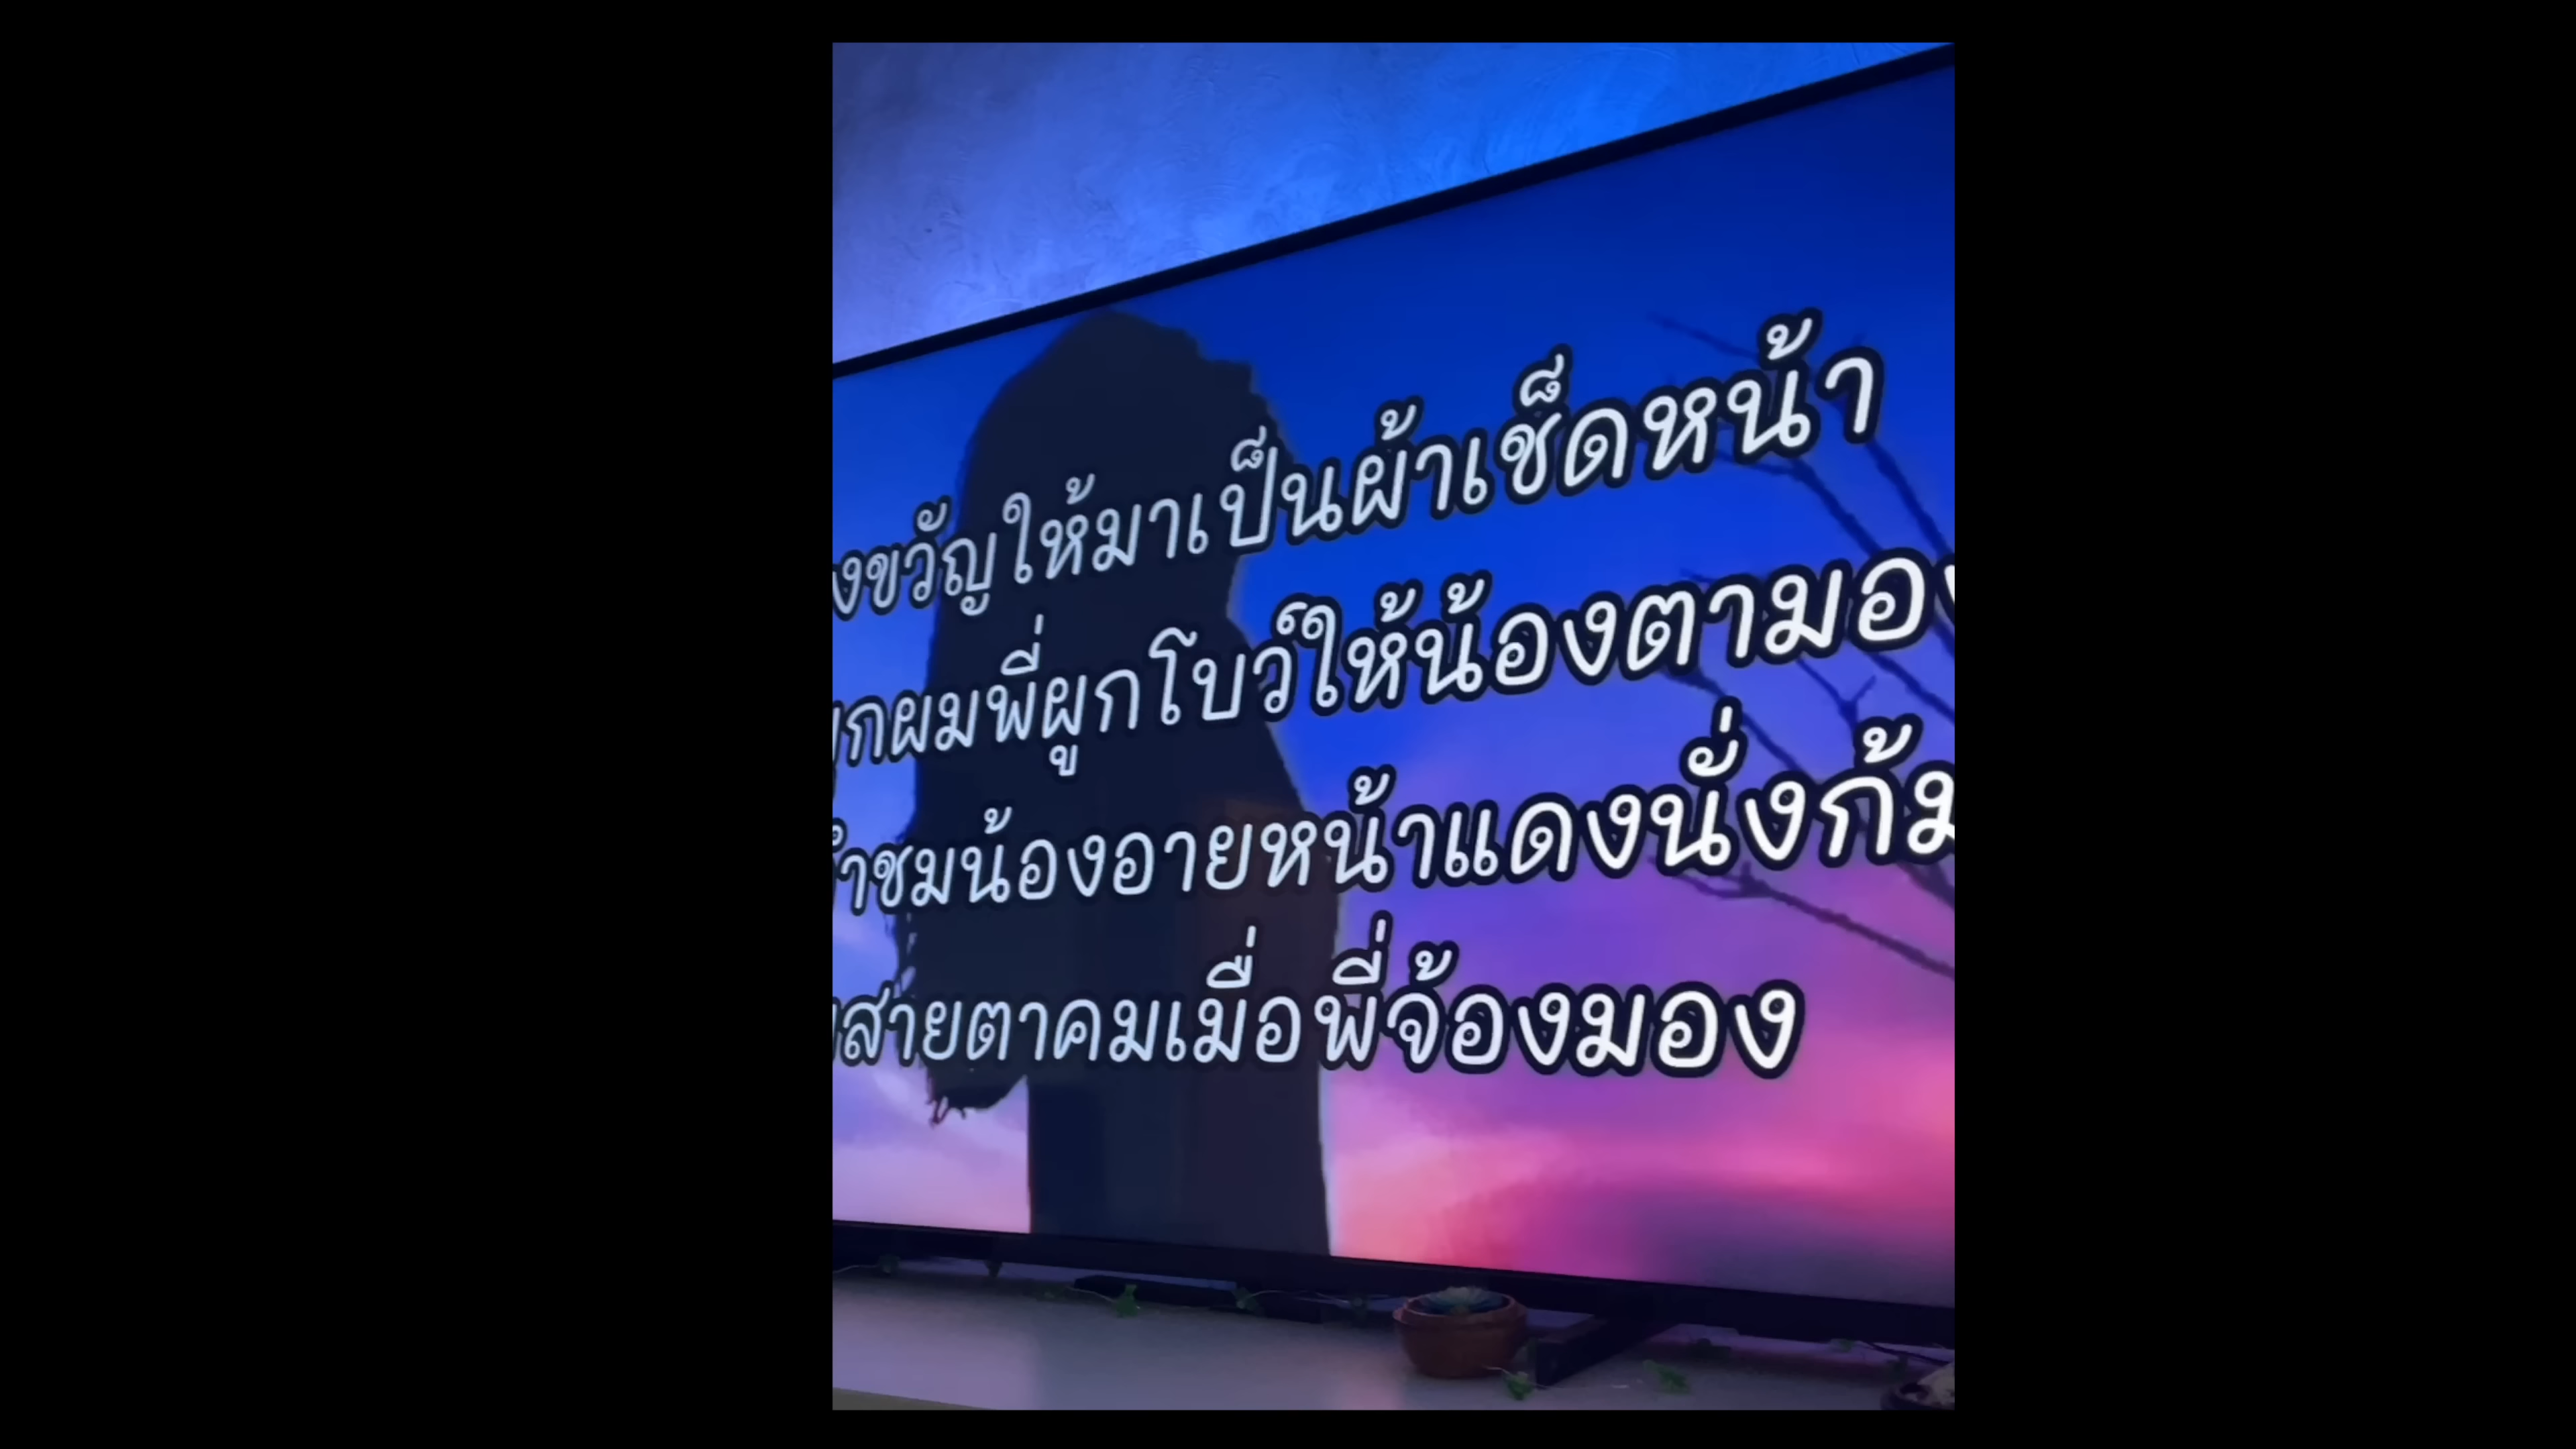 ขวัญให้มาเป็นผ้าเช็ดหน้า
ผมพี่ผูกโบว์ให้น้องตามอง
ชมน้องอายหน้าแดงนั่งก้ม
สายตาคมเมื่อพี่จ้องมอง